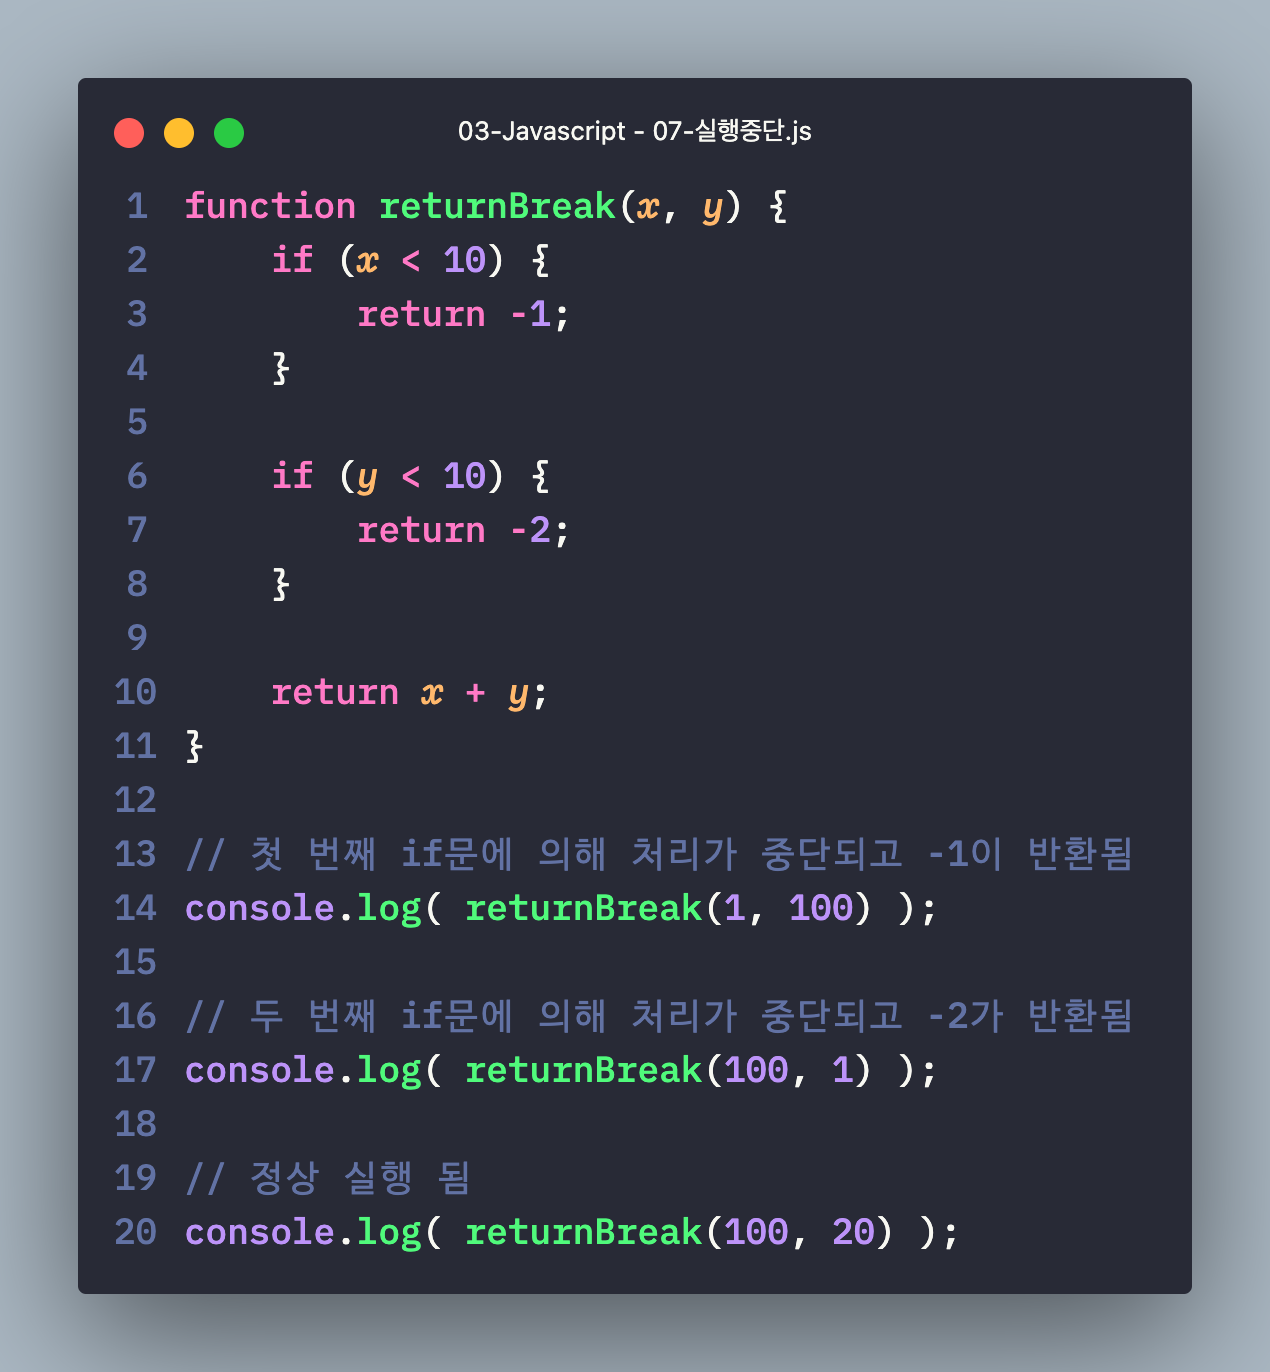 03-Javascript - 07-실행중단.js
1 function returnBreak(x, y) {
2     if (x < 10) {
3         return -1;
4     }
5
6     if (y < 10) {
7         return -2;
8     }
9
10     return x + y;
11 }
12
13 // 첫 번째 if문에 의해 처리가 중단되고 -1이 반환됨
14 console.log( returnBreak(1, 100) );
15
16 // 두 번째 if문에 의해 처리가 중단되고 -2가 반환됨
17 console.log( returnBreak(100, 1) );
18
19 // 정상 실행 됨
20 console.log( returnBreak(100, 20) );